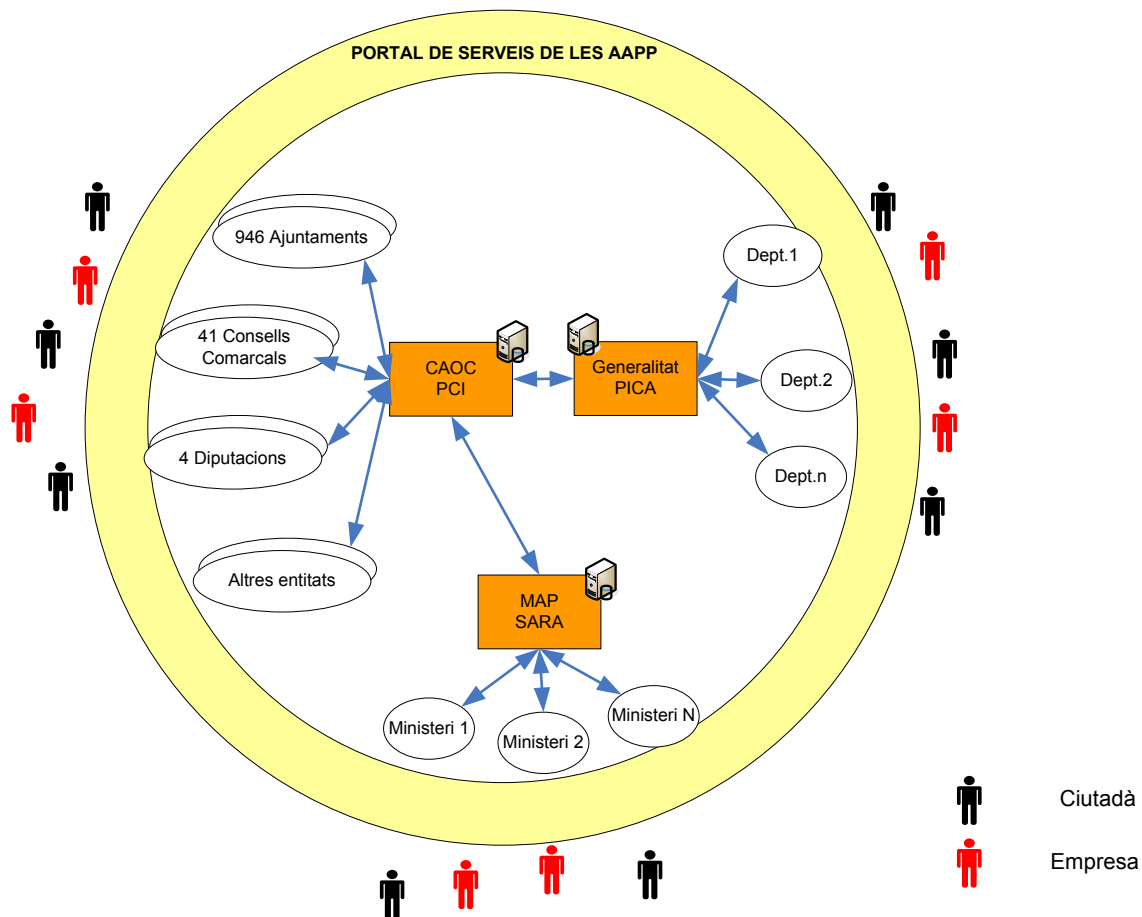 PORTAL DE SERVEIS DE LES AAPP
946 Ajuntaments
41 Consells
Comarcals
4 Diputacions
Altres entitats
CAOC
PCI
Generalitat
PICA
Dept.1
Dept.2
Dept.n
MAP
SARA
Ministeri 1
Ministeri 2
Ministeri N
Ciutadà
Empresa